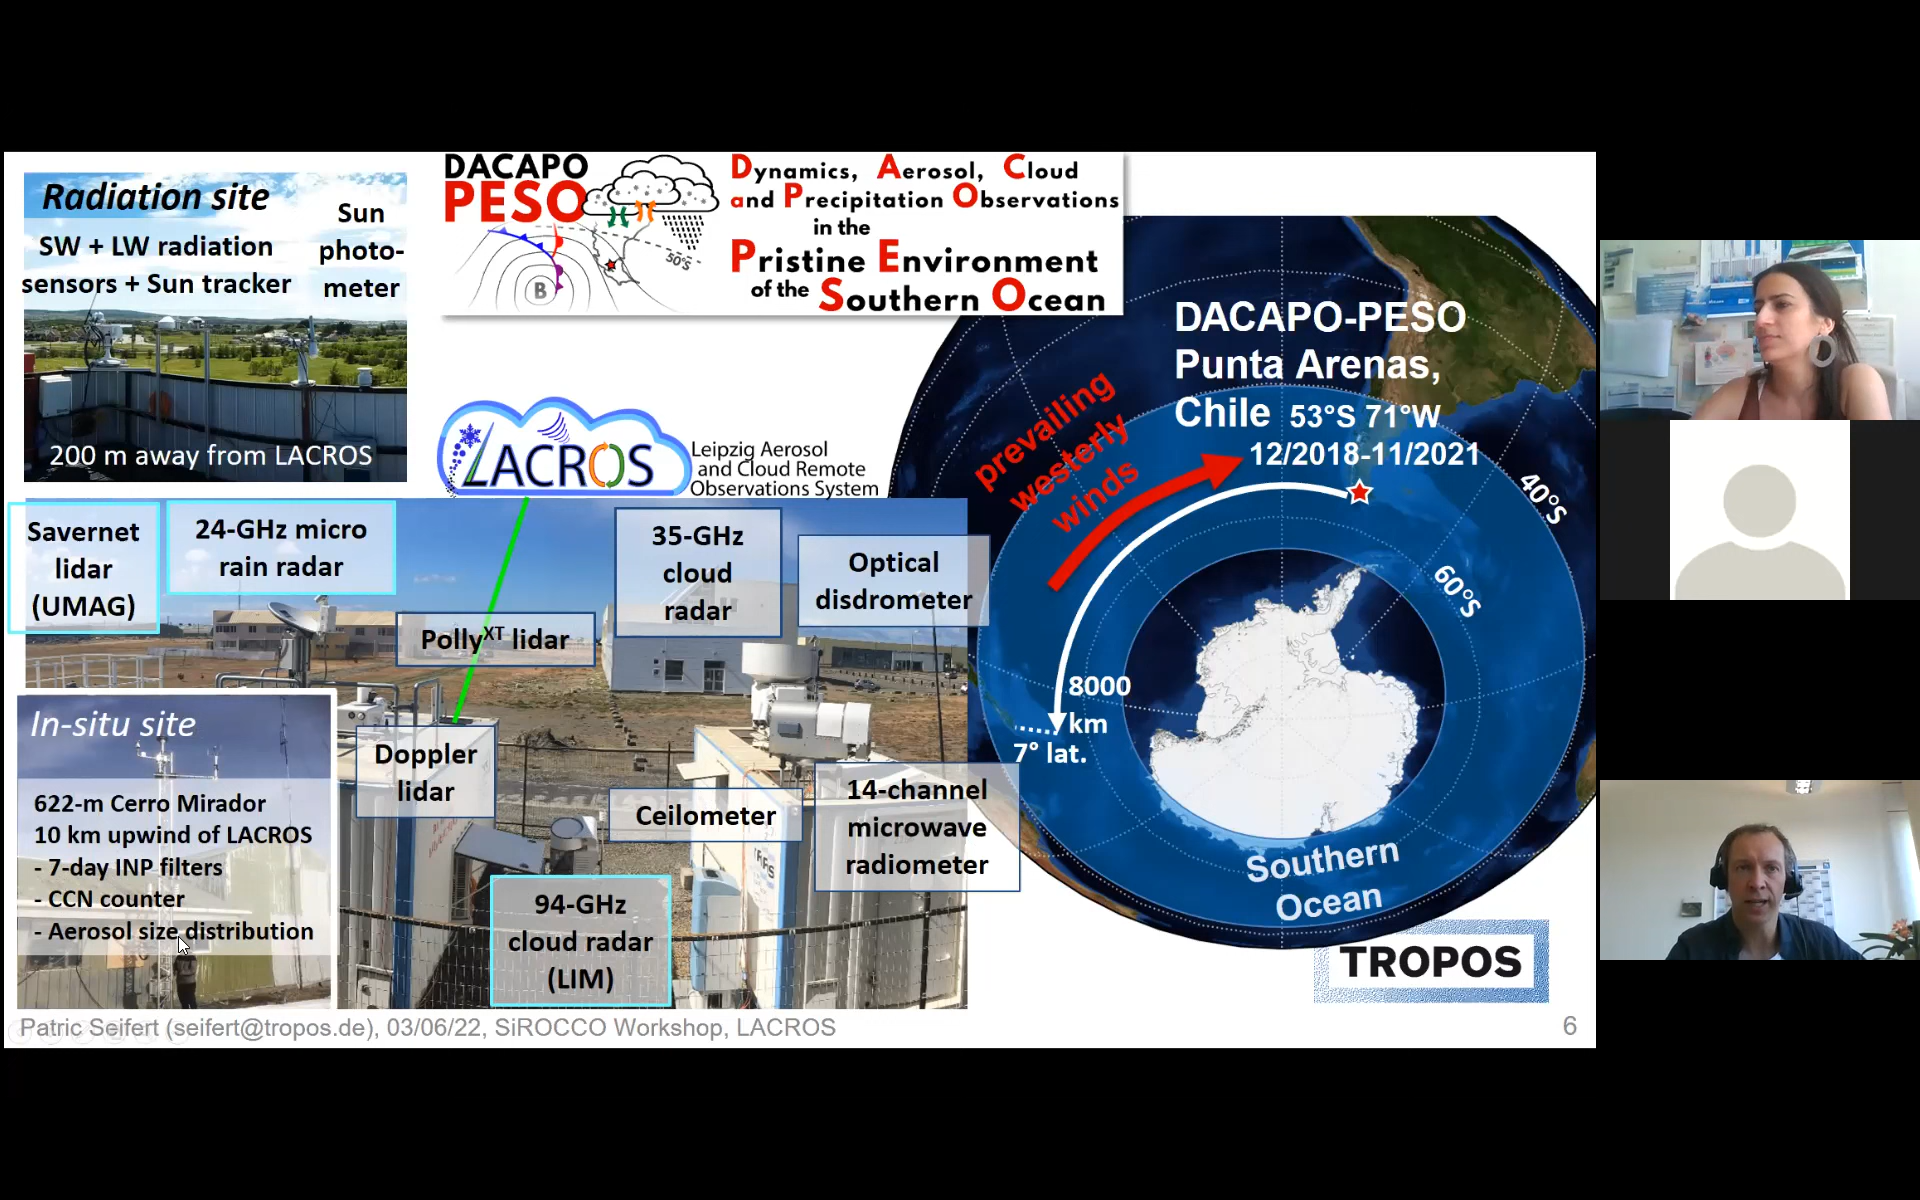 Radiation site
SW + LW radiation
sensors + Sun tracker
Sun
photo-
meter
200 m away from LACROS
DACAPO
PESO
50°S
B
Dynamics, Aerosol, Cloud
and Precipitation Observations
in the
Pristine Environment
of the Southern Ocean
LACROS
Leipzig Aerosol
and Cloud Remote
Observations System
Savernet
lidar
(UMAG)
24-GHz micro
rain radar
PollyXT lidar
35-GHz
cloud
radar
Optical
disdrometer
Doppler
lidar
Ceilometer
14-channel
microwave
radiometer
94-GHz
cloud radar
(LIM)
In-situ site
622-m Cerro Mirador
10 km upwind of LACROS
- 7-day INP filters
- CCN counter
- Aerosol size distribution
DACAPO-PESO
Punta Arenas,
Chile 53°S 71°W
12/2018-11/2021
prevailing
westerly
winds
40°S
60°S
8000
km
7° lat.
Southern
Ocean
TROPOS
Patric Seifert (seifert@tropos.de), 03/06/22, SiROCCO Workshop, LACROS
6